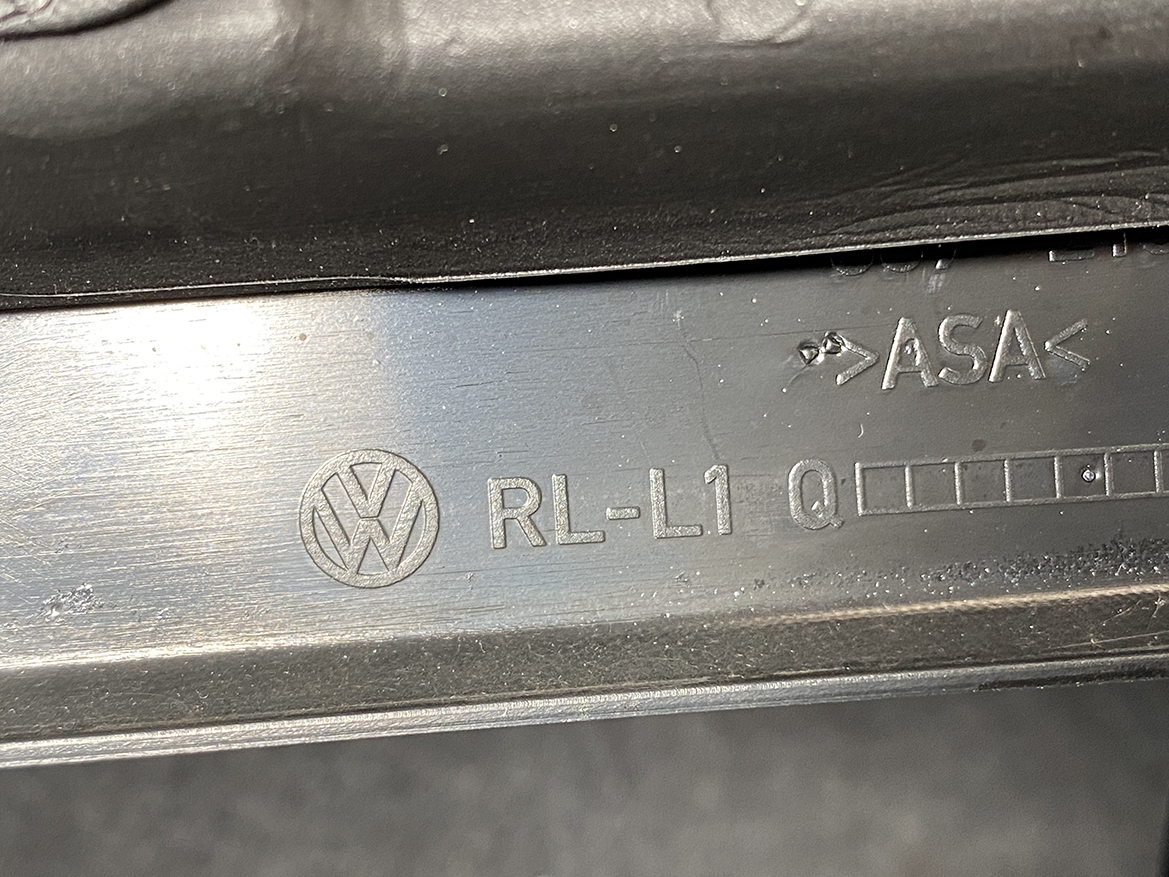 >ASA<
RL-L1 Q